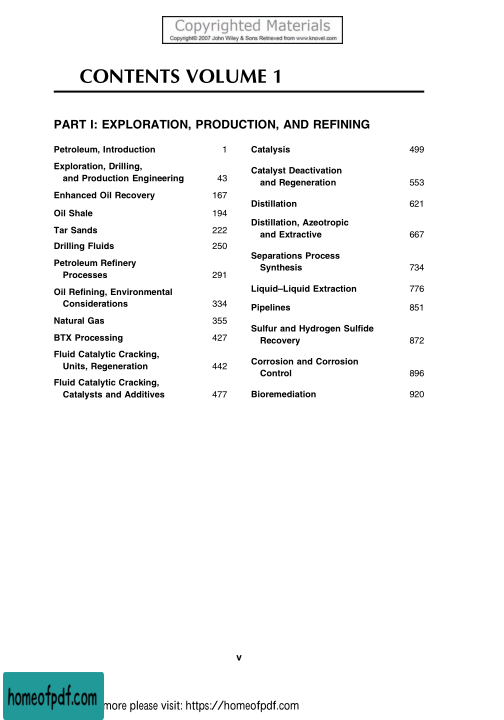 Copyrighted Materials
Copyright© 2007 John Wiley & Sons Retrieved from www.knovel.com
CONTENTS VOLUME 1
PART I: EXPLORATION, PRODUCTION, AND REFINING
Petroleum, Introduction 1
Exploration, Drilling,
and Production Engineering 43
Enhanced Oil Recovery 167
Oil Shale 194
Tar Sands 222
Drilling Fluids 250
Petroleum Refinery
Processes 291
Oil Refining, Environmental
Considerations 334
Natural Gas 355
BTX Processing 427
Fluid Catalytic Cracking,
Units, Regeneration 442
Fluid Catalytic Cracking,
Catalysts and Additives 477
Catalysis 499
Catalyst Deactivation
and Regeneration 553
Distillation 621
Distillation, Azeotropic
and Extractive 667
Separations Process
Synthesis 734
Liquid–Liquid Extraction 776
Pipelines 851
Sulfur and Hydrogen Sulfide
Recovery 872
Corrosion and Corrosion
Control 896
Bioremediation 920
v
homeofpdf.com
more please visit: https://homeofpdf.com